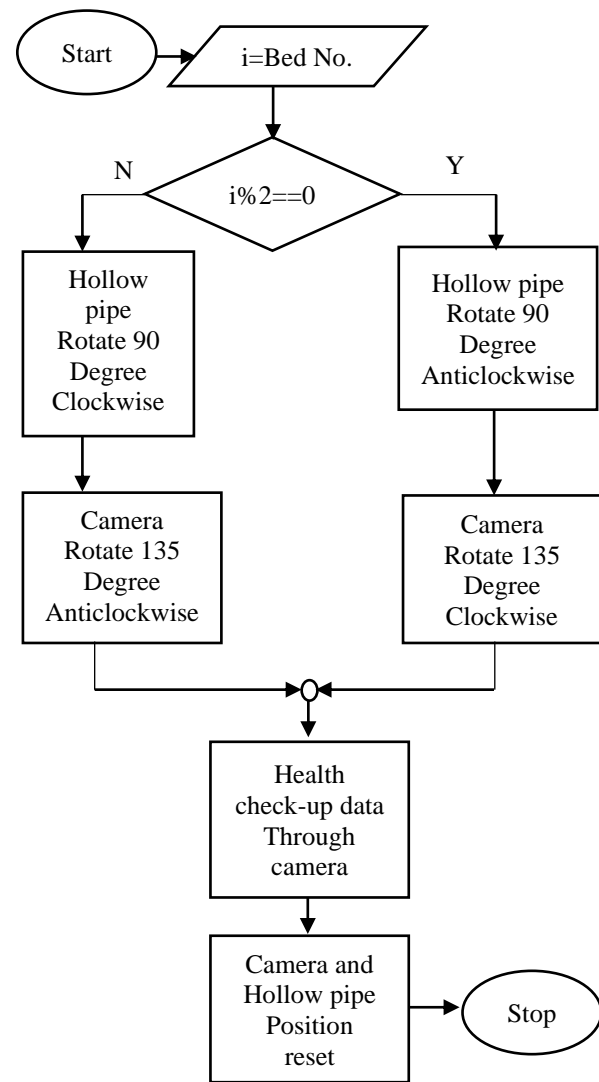 Start
i=Bed No.
N
Y
i%2==0
Hollow
pipe
Rotate 90
Degree
Clockwise
Hollow pipe
Rotate 90
Degree
Anticlockwise
Camera
Rotate 135
Degree
Anticlockwise
Camera
Rotate 135
Degree
Clockwise
Health
check-up data
Through
camera
Camera and
Hollow pipe
Position
reset
Stop